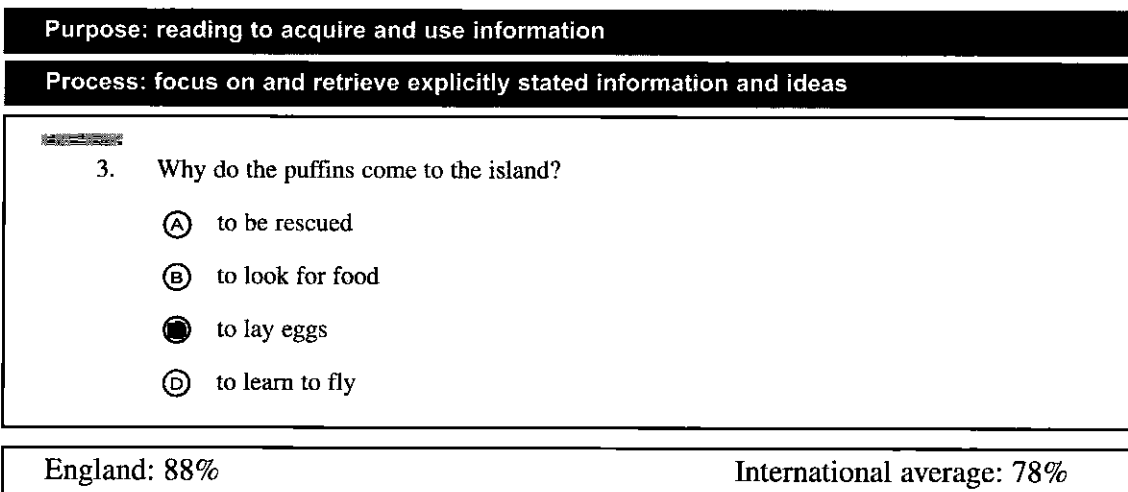 Purpose: reading to acquire and use information
Process: focus on and retrieve explicitly stated information and ideas
3. Why do the puffins come to the island?
A to be rescued
B to look for food
to lay eggs
D to learn to fly
England: 88% International average: 78%